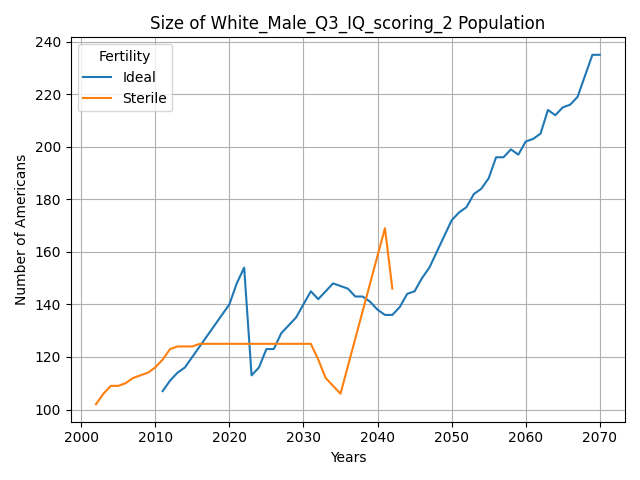 Size of White_Male_Q3_IQ_scoring_2 Population
Fertility
Ideal
Sterile
Number of Americans
240
220
200
180
160
140
120
100
2000 2010 2020 2030 2040 2050 2060 2070
Years